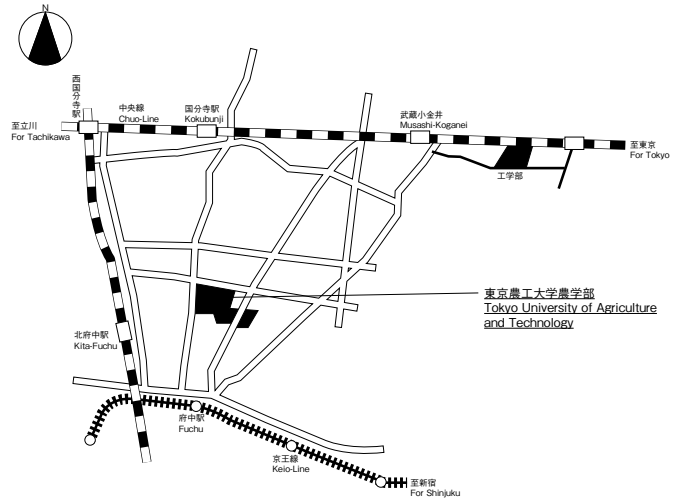 N
西国分寺駅
中央線
Chuo-Line
国分寺駅
Kokubunji
武蔵小金井
Musashi-Koganei
至立川
For Tachikawa
至東京
For Tokyo
工学部
東京農工大学農学部
Tokyo University of Agriculture
and Technology
北府中駅
Kita-Fuchu
府中駅
Fuchu
京王線
Keio-Line
至新宿
For Shinjuku